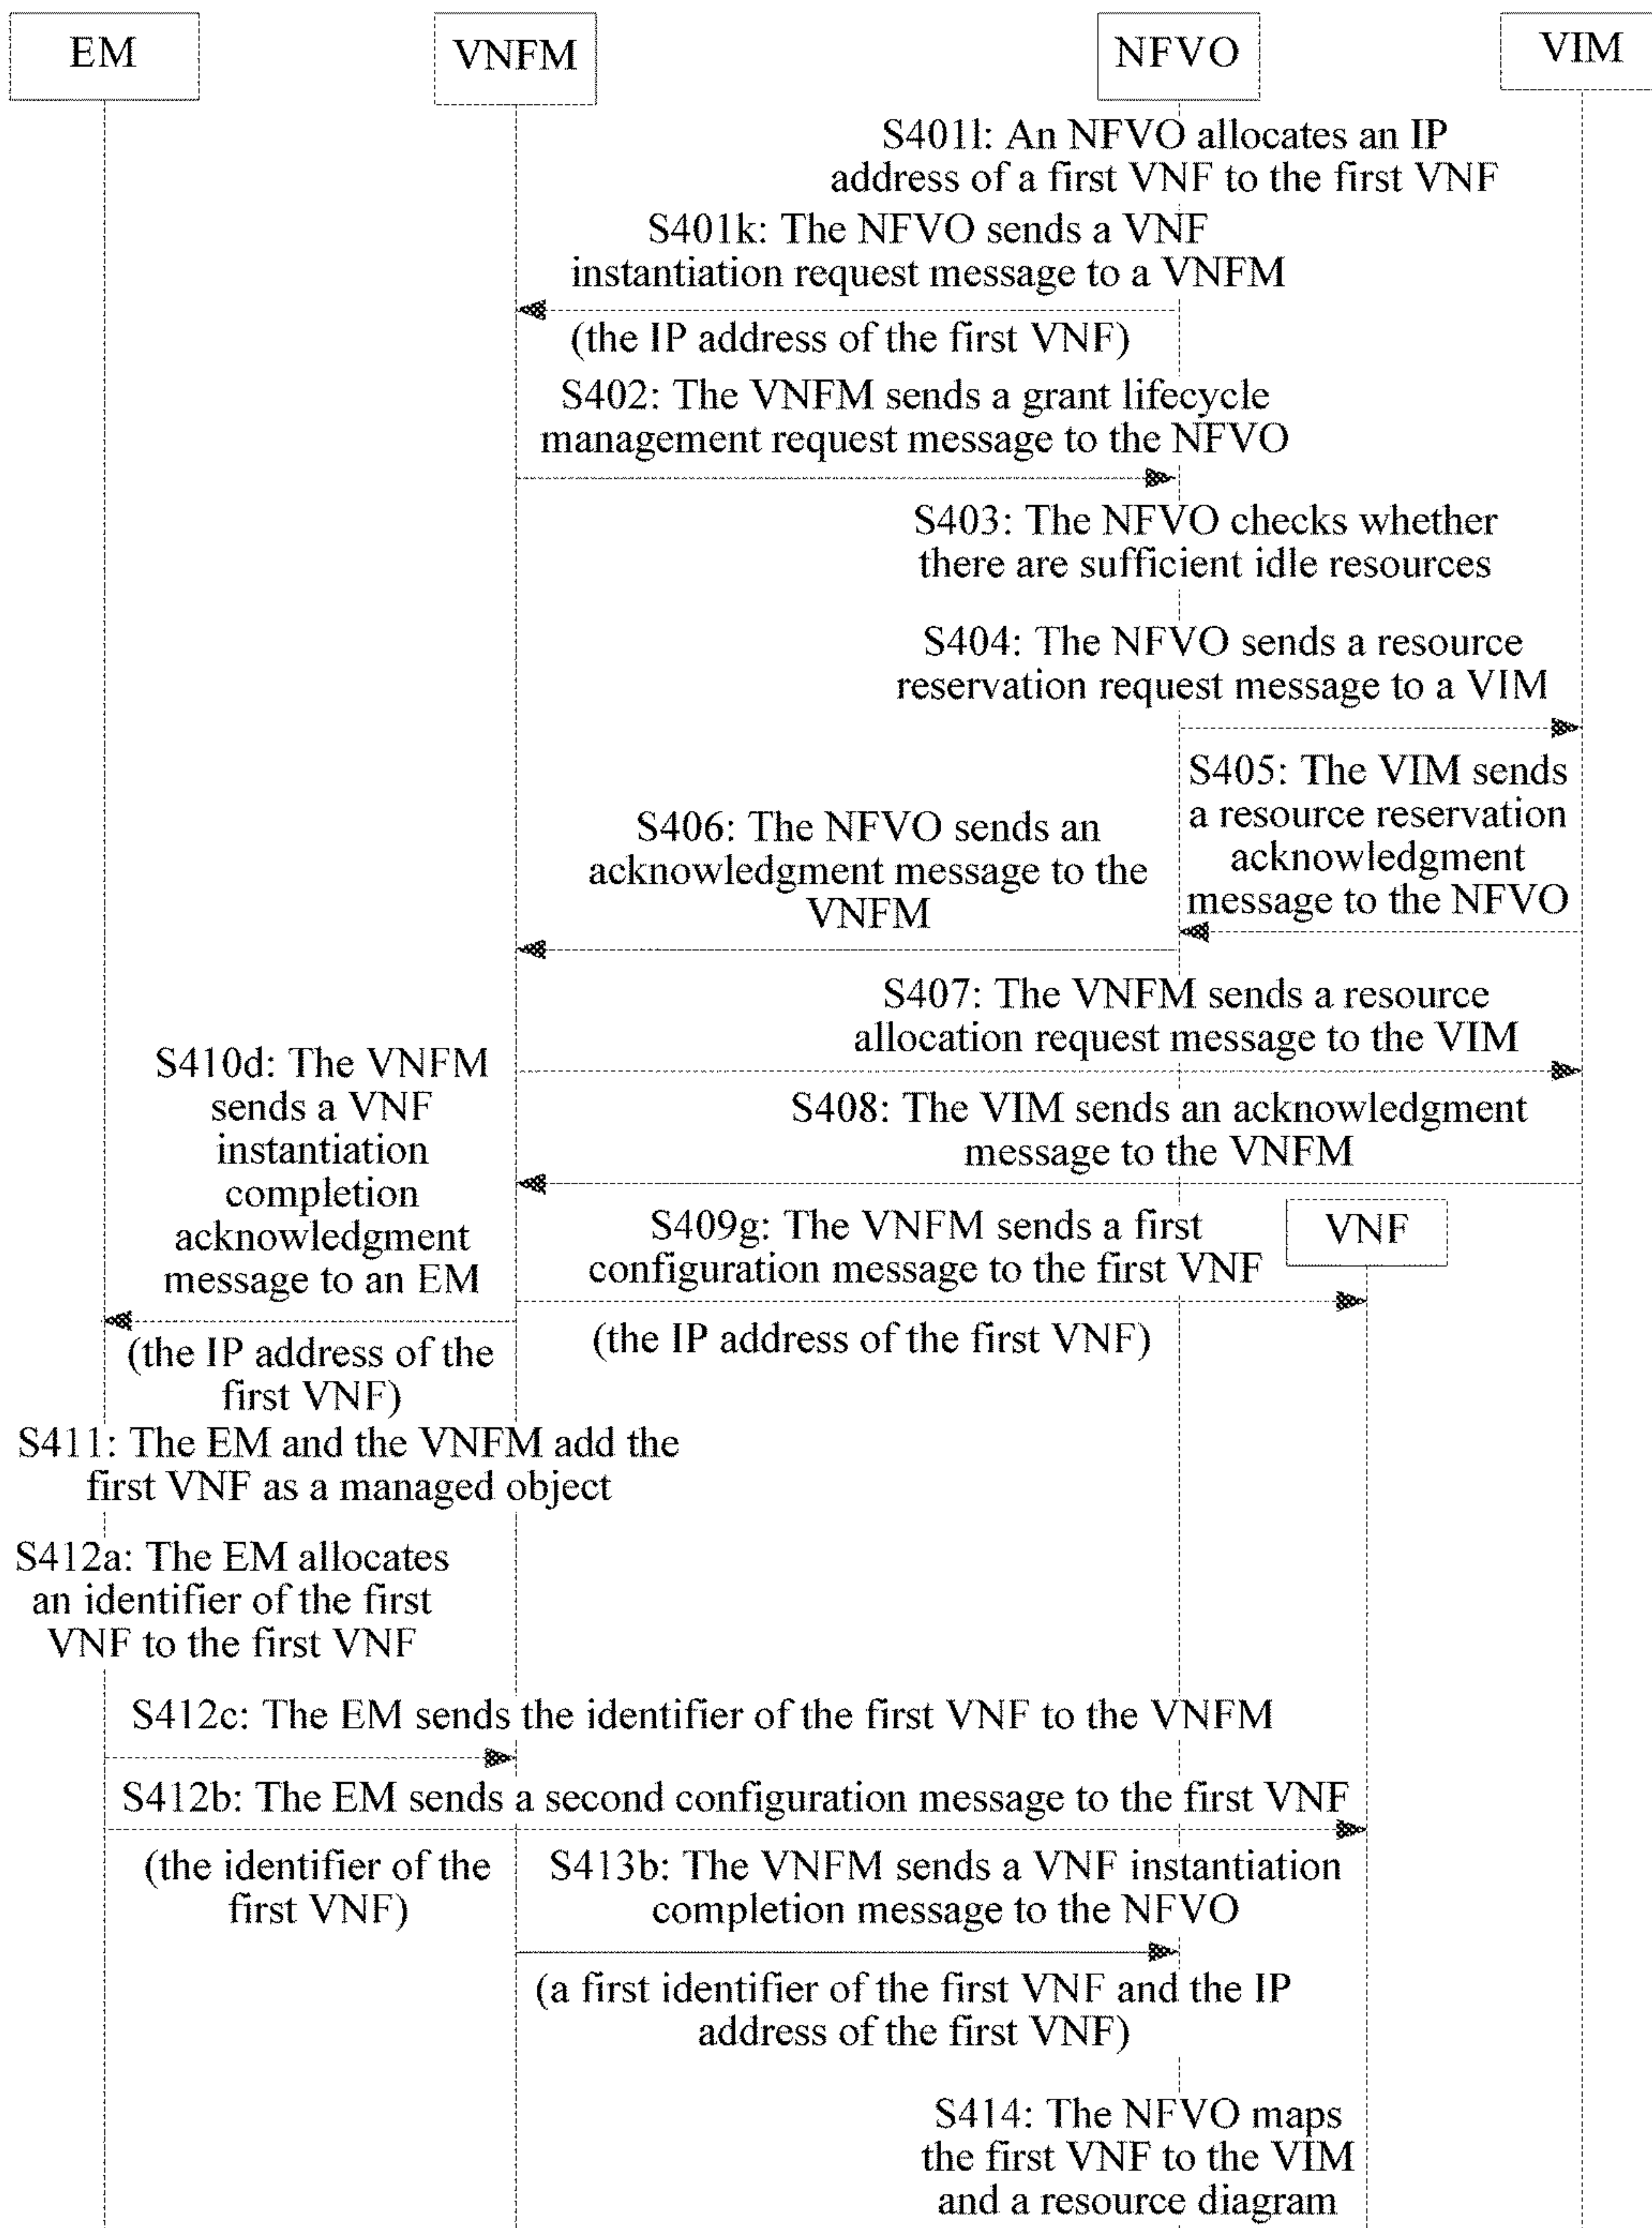 EM
VNFM
NFVO
VIM
S401l: An NFVO allocates an IP
address of a first VNF to the first VNF
S401k: The NFVO sends a VNF
instantiation request message to a VNFM
(the IP address of the first VNF)
S402: The VNFM sends a grant lifecycle
management request message to the NFVO
S403: The NFVO checks whether
there are sufficient idle resources
S404: The NFVO sends a resource
reservation request message to a VIM
S405: The VIM sends
a resource reservation
acknowledgment
message to the NFVO
S406: The NFVO sends an
acknowledgment message to the
VNFM
S407: The VNFM sends a resource
allocation request message to the VIM
S408: The VIM sends an acknowledgment
message to the VNFM
S410d: The VNFM
sends a VNF
instantiation
completion
acknowledgment
message to an EM
(the IP address of the
first VNF)
VNF
S409g: The VNFM sends a first
configuration message to the first VNF
(the IP address of the first VNF)
S411: The EM and the VNFM add the
first VNF as a managed object
S412a: The EM allocates
an identifier of the first
VNF to the first VNF
S412c: The EM sends the identifier of the first VNF to the VNFM
S412b: The EM sends a second configuration message to the first VNF
(the identifier of the
first VNF)
S413b: The VNFM sends a VNF instantiation
completion message to the NFVO
(a first identifier of the first VNF and the IP
address of the first VNF)
S414: The NFVO maps
the first VNF to the VIM
and a resource diagram